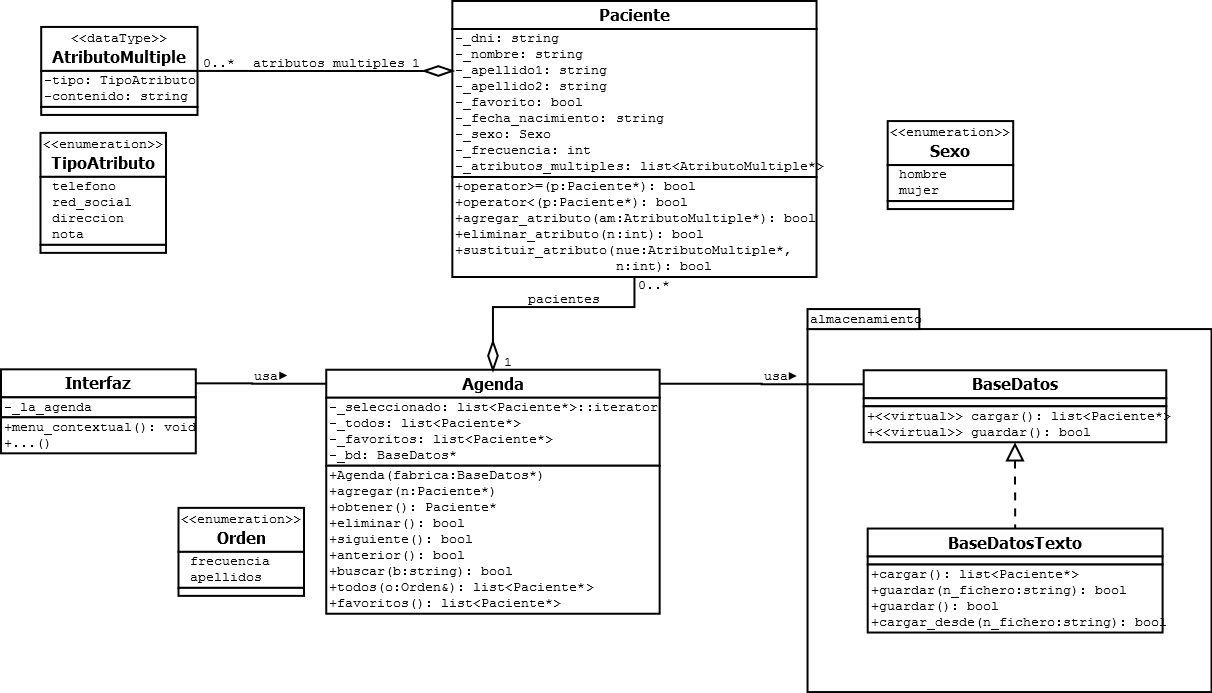 <<dataType>>
AtributoMultiple
-tipo: TipoAtributo
-contenido: string
0..*
atributos_multiples
1
Paciente
-_dni: string
-_nombre: string
-_apellido1: string
-_apellido2: string
-_favorito: bool
-_fecha_nacimiento: string
-_sexo: Sexo
-_frecuencia: int
-_atributos_multiples: list<AtributoMultiple*>
+operator>=(p:Paciente*): bool
+operator<(p:Paciente*): bool
+agregar_atributo(am:AtributoMultiple*): bool
+eliminar_atributo(n:int): bool
+sustituir_atributo(nue:AtributoMultiple*,
n:int): bool
<<enumeration>>
TipoAtributo
telefono
red_social
direccion
nota
<<enumeration>>
Sexo
hombre
mujer
0..*
pacientes
1
almacenamiento
Interfaz
-_la_agenda
+menu_contextual(): void
+...()
usa
Agenda
-_seleccionado: list<Paciente*>::iterator
-_todos: list<Paciente*>
-_favoritos: list<Paciente*>
-_bd: BaseDatos*
+Agenda(fabrica:BaseDatos*)
+agregar(n:Paciente*)
+obtener(): Paciente*
+eliminar(): bool
+siguiente(): bool
+anterior(): bool
+buscar(b:string): bool
+todos(o:Orden&): list<Paciente*>
+favoritos(): list<Paciente*>
usa
BaseDatos
+<<virtual>> cargar(): list<Paciente*>
+<<virtual>> guardar(): bool
<<enumeration>>
Orden
frecuencia
apellidos
BaseDatosTexto
+cargar(): list<Paciente*>
+guardar(n_fichero:string): bool
+guardar(): bool
+cargar_desde(n_fichero:string): bool